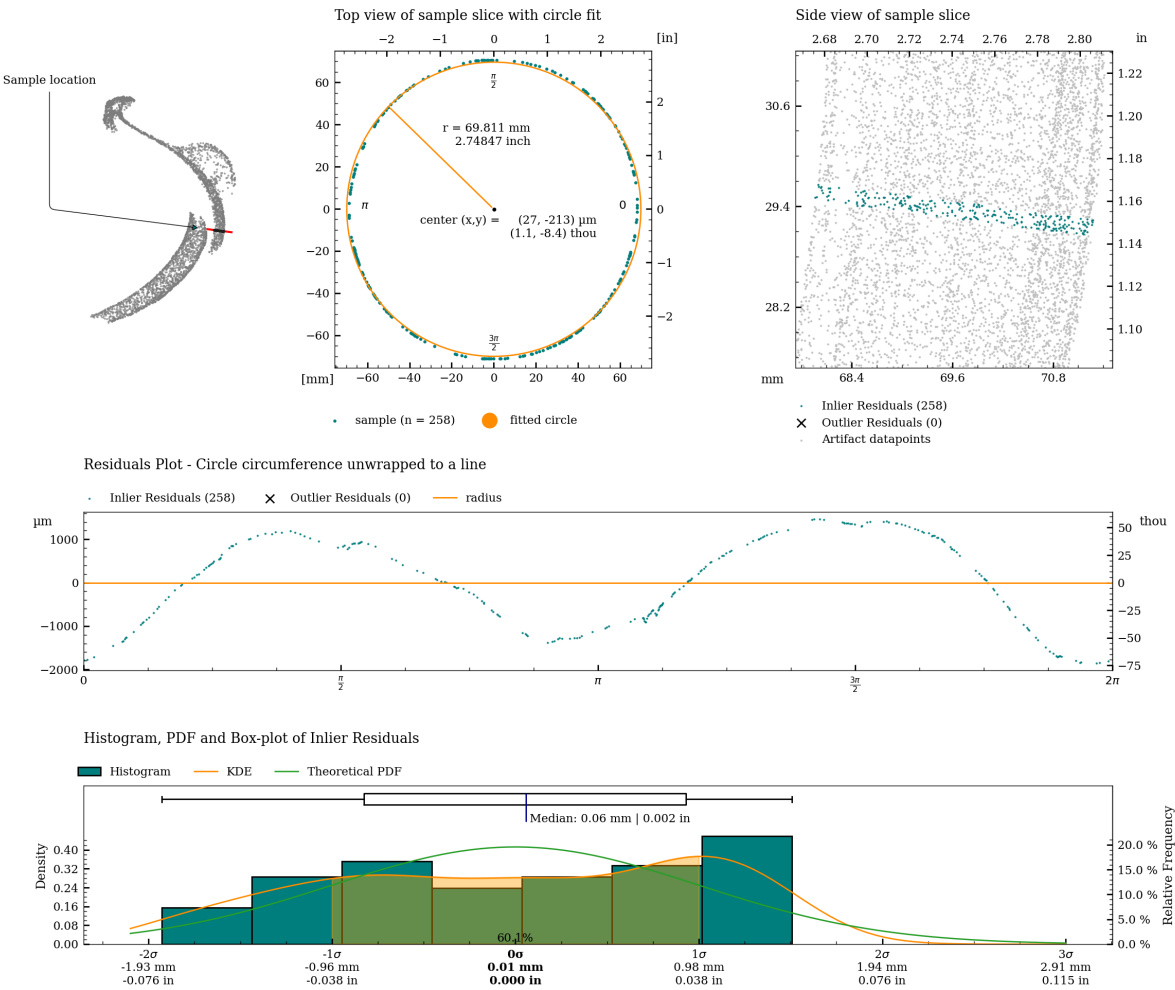 Top view of sample slice with circle fit
Side view of sample slice
Sample location
−2 −1 0 1 2 [in]
60
40
20
0
−20
−40
−60
2
1
0
−1
−2
π/2
r = 69.811 mm
2.74847 inch
π
0
center (x,y) = (27, -213) µm
(1.1, -8.4) thou
3π/2
[mm] −60 −40 −20 0 20 40 60
sample (n = 258) fitted circle
2.68 2.70 2.72 2.74 2.76 2.78 2.80 in
30.6
29.4
28.2
1.22
1.20
1.18
1.16
1.14
1.12
1.10
mm 68.4 69.6 70.8
Inlier Residuals (258)
Outlier Residuals (0)
Artifact datapoints
Residuals Plot - Circle circumference unwrapped to a line
Inlier Residuals (258) Outlier Residuals (0) radius
µm
1000
0
−1000
−2000
thou
50
25
0
−25
−50
−75
0 π/2 π 3π/2 2π
Histogram, PDF and Box-plot of Inlier Residuals
Histogram KDE Theoretical PDF
Median: 0.06 mm | 0.002 in
Density
0.40
0.32
0.24
0.16
0.08
0.00
Relative Frequency
20.0 %
15.0 %
10.0 %
5.0 %
0.0 %
60.1%
-2σ -1σ 0σ 1σ 2σ 3σ
-1.93 mm -0.96 mm 0.01 mm 0.98 mm 1.94 mm 2.91 mm
-0.076 in -0.038 in 0.000 in 0.038 in 0.076 in 0.115 in